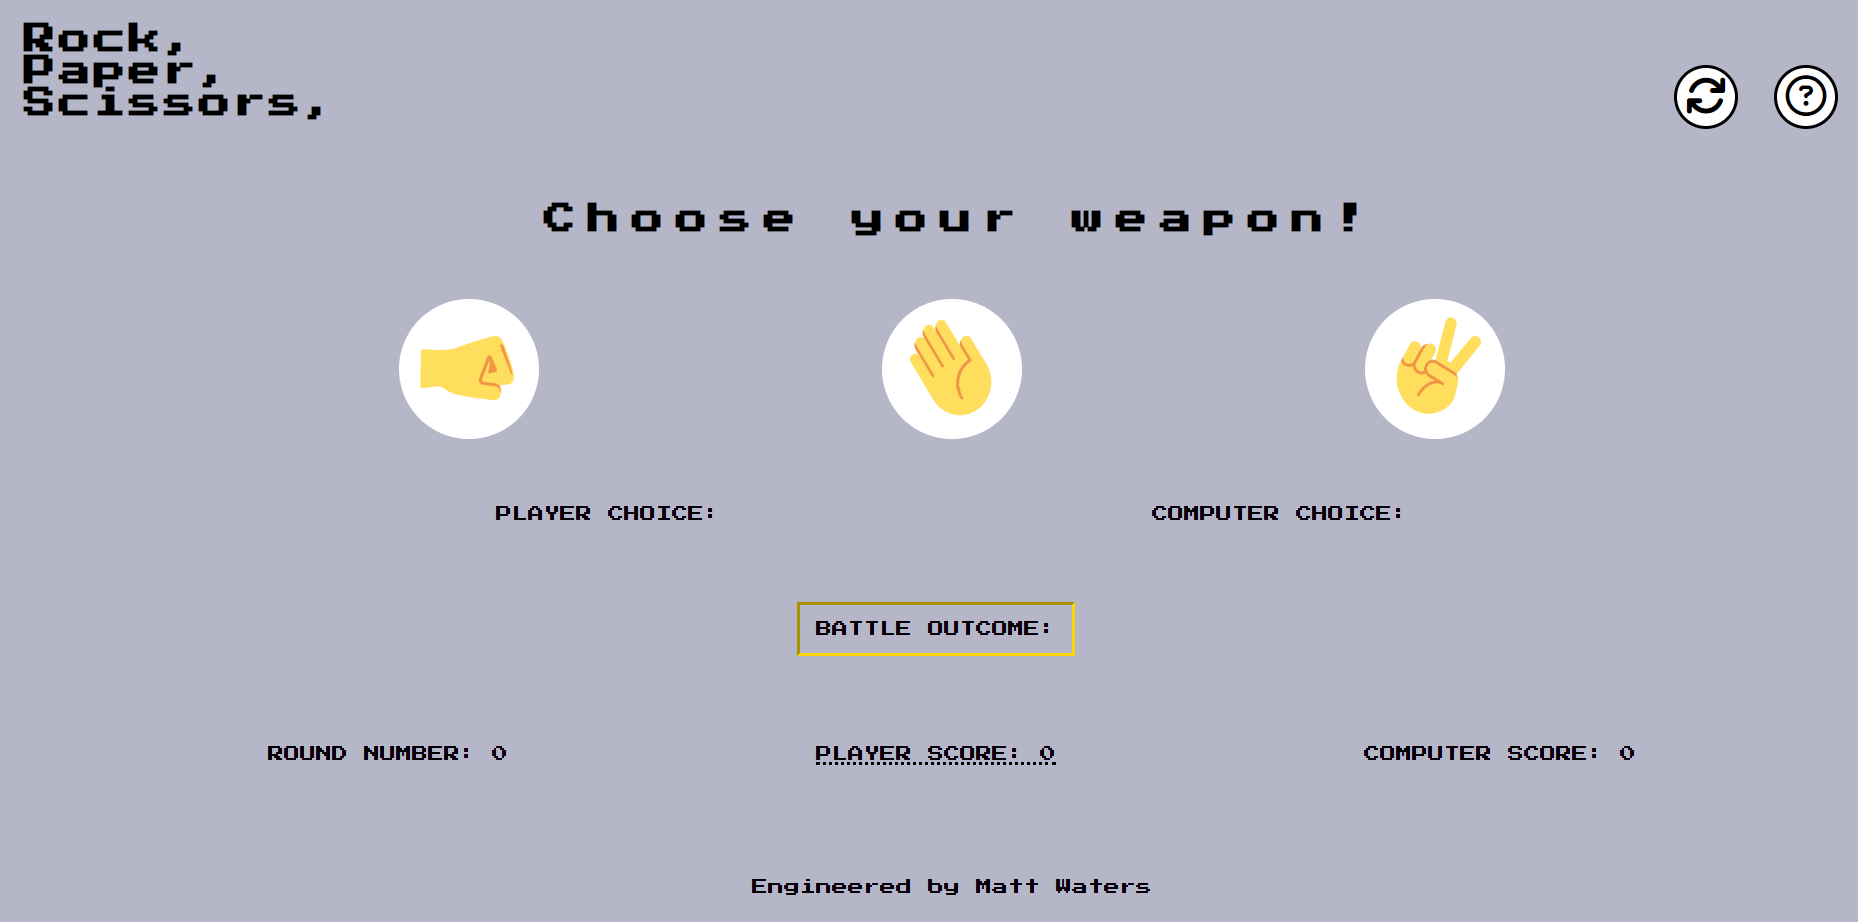 Rock,
Paper,
Scissors,
?
Choose your weapon!
PLAYER CHOICE:
COMPUTER CHOICE:
BATTLE OUTCOME:
ROUND NUMBER: 0
PLAYER SCORE: 0
COMPUTER SCORE: 0
Engineered by Matt Waters